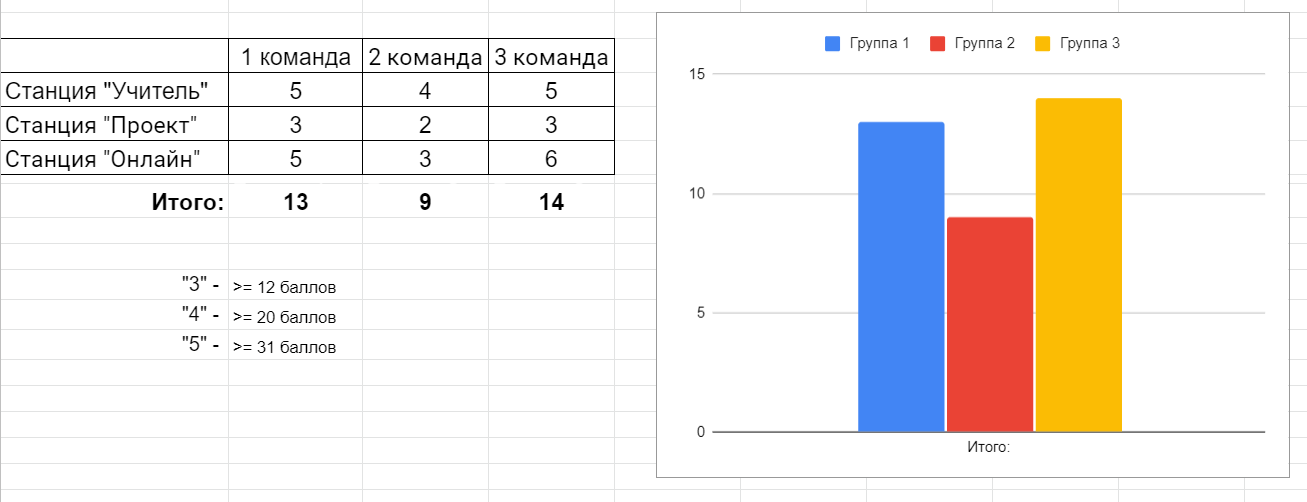 1 команда 2 команда 3 команда
Станция "Учитель" 5 4 5
Станция "Проект" 3 2 3
Станция "Онлайн" 5 3 6
Итого: 13 9 14
"3" - >= 12 баллов
"4" - >= 20 баллов
"5" - >= 31 баллов
Группа 1 Группа 2 Группа 3
15
10
5
0
Итого: